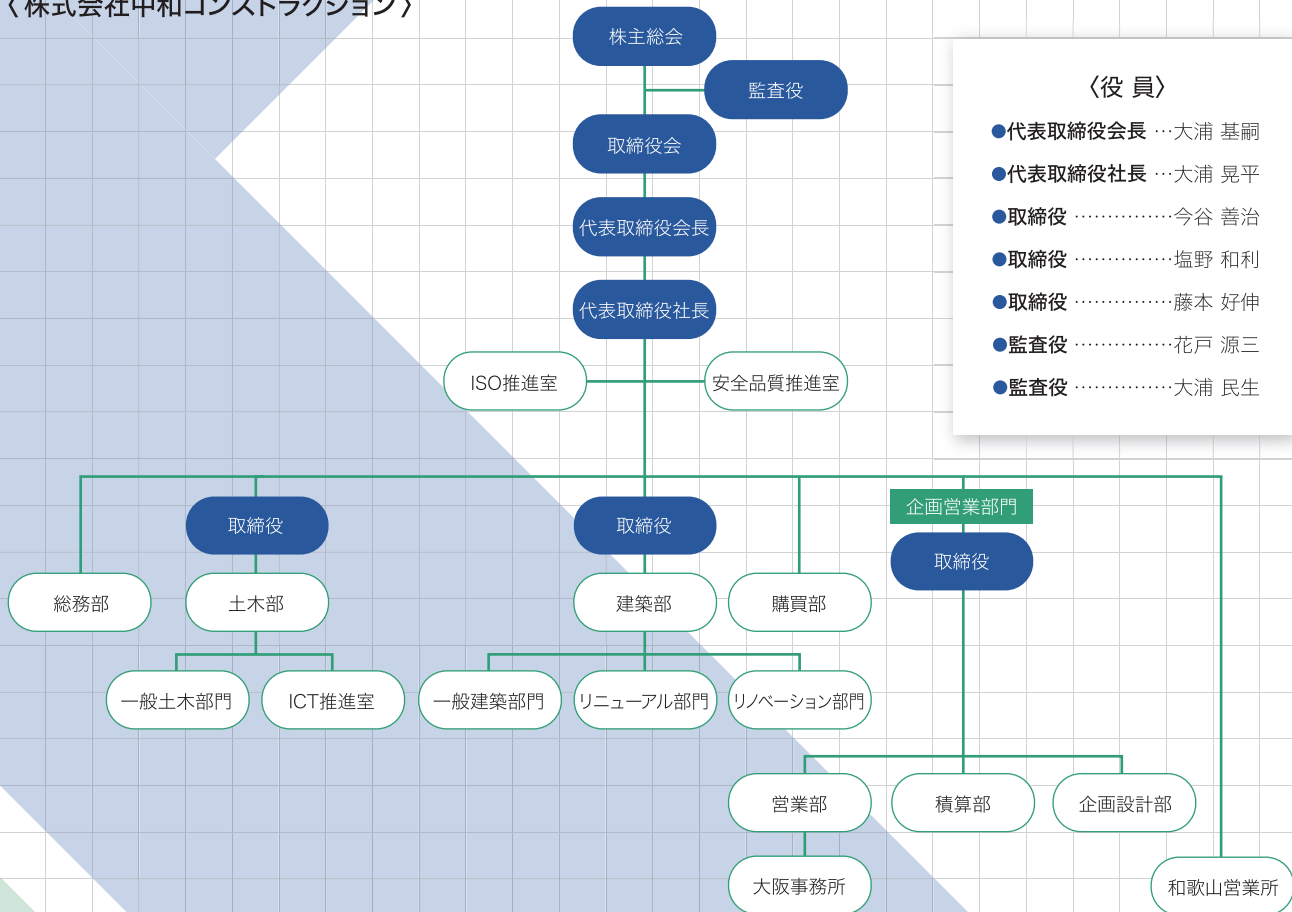 〈株式会社中和コンストラクション〉
株主総会
監査役
取締役会
代表取締役会長
代表取締役社長
ISO推進室
安全品質推進室
〈役 員〉
●代表取締役会長 …大浦 基嗣
●代表取締役社長 …大浦 晃平
●取締役 ……………今谷 善治
●取締役 ……………塩野 和利
●取締役 ……………藤本 好伸
●監査役 ……………花戸 源三
●監査役 ……………大浦 民生
取締役
取締役
企画営業部門
取締役
総務部
土木部
建築部
購買部
一般土木部門
ICT推進室
一般建築部門
リニューアル部門
リノベーション部門
営業部
積算部
企画設計部
大阪事務所
和歌山営業所